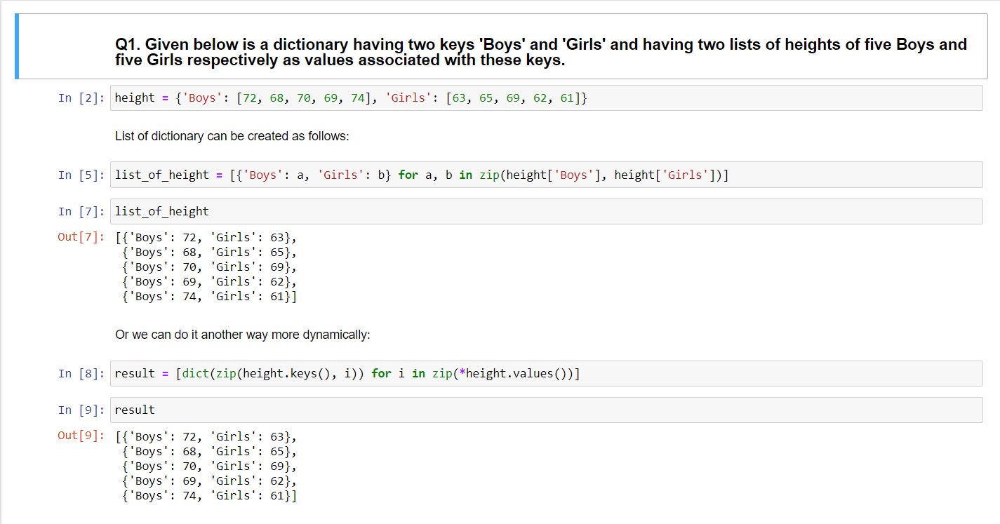 Q1. Given below is a dictionary having two keys 'Boys' and 'Girls' and having two lists of heights of five Boys and
five Girls respectively as values associated with these keys.
In [2]: height = {'Boys': [72, 68, 70, 69, 74], 'Girls': [63, 65, 69, 62, 61]}
List of dictionary can be created as follows:
In [5]: list_of_height = [{'Boys': a, 'Girls': b} for a, b in zip(height['Boys'], height['Girls'])]
In [7]: list_of_height
Out[7]: [{'Boys': 72, 'Girls': 63},
{'Boys': 68, 'Girls': 65},
{'Boys': 70, 'Girls': 69},
{'Boys': 69, 'Girls': 62},
{'Boys': 74, 'Girls': 61}]
Or we can do it another way more dynamically:
In [8]: result = [dict(zip(height.keys(), i)) for i in zip(*height.values())]
In [9]: result
Out[9]: [{'Boys': 72, 'Girls': 63},
{'Boys': 68, 'Girls': 65},
{'Boys': 70, 'Girls': 69},
{'Boys': 69, 'Girls': 62},
{'Boys': 74, 'Girls': 61}]